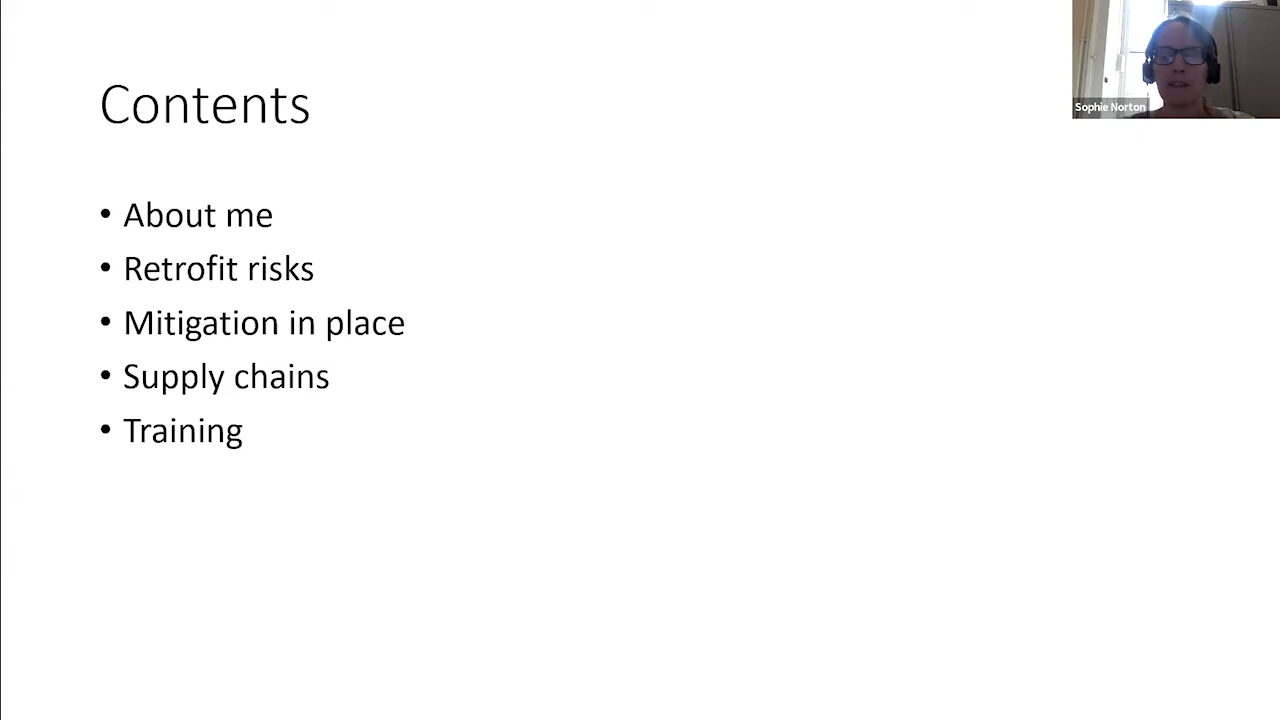 Contents
• About me
• Retrofit risks
• Mitigation in place
• Supply chains
• Training
Sophie Norton